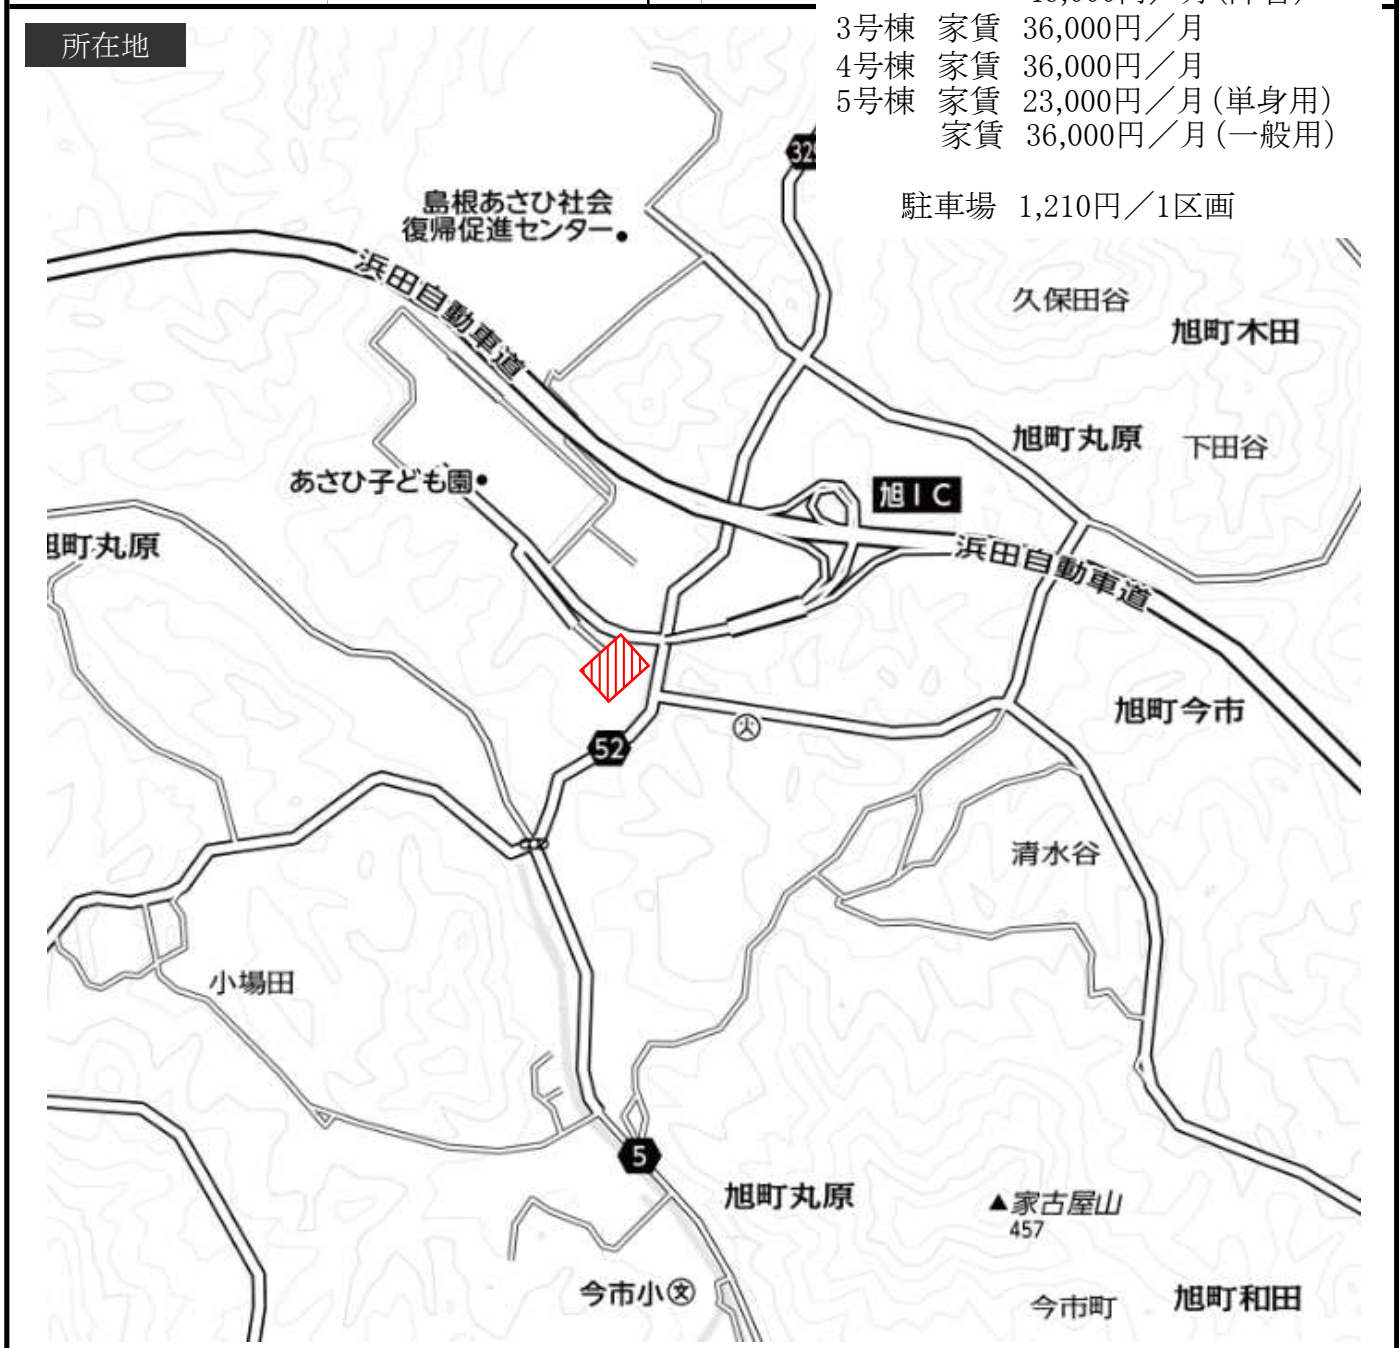 所在地
3号棟 家賃 36,000円／月
4号棟 家賃 36,000円／月
5号棟 家賃 23,000円／月(単身用)
家賃 36,000円／月(一般用)
駐車場 1,210円／1区画
島根あさひ社会
復帰促進センター
浜田自動車道
久保田谷
旭町木田
旭町丸原
下田谷
あさひ子ども園
旭IC
旭町丸原
浜田自動車道
旭町今市
52
清水谷
小場田
5
旭町丸原
▲家古屋山
457
今市小文
今市町
旭町和田